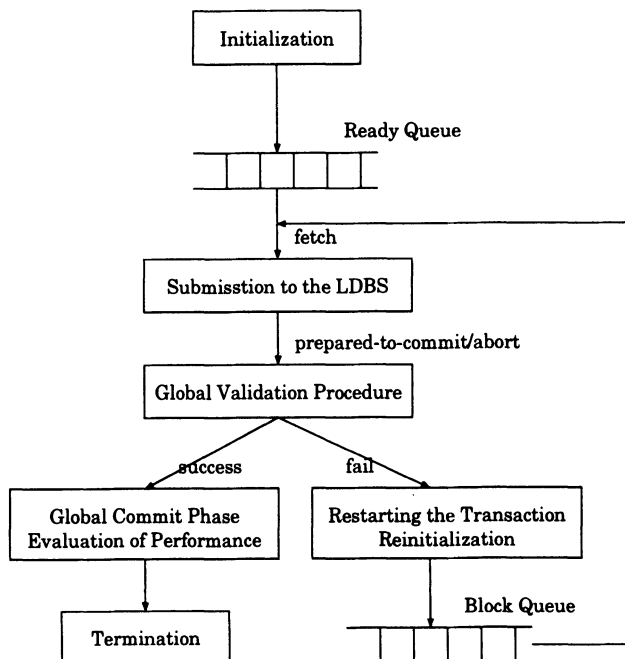 Initialization
Ready Queue
fetch
Submisstion to the LDBS
prepared-to-commit/abort
Global Validation Procedure
success
fail
Global Commit Phase
Evaluation of Performance
Restarting the Transaction
Reinitialization
Block Queue
Termination